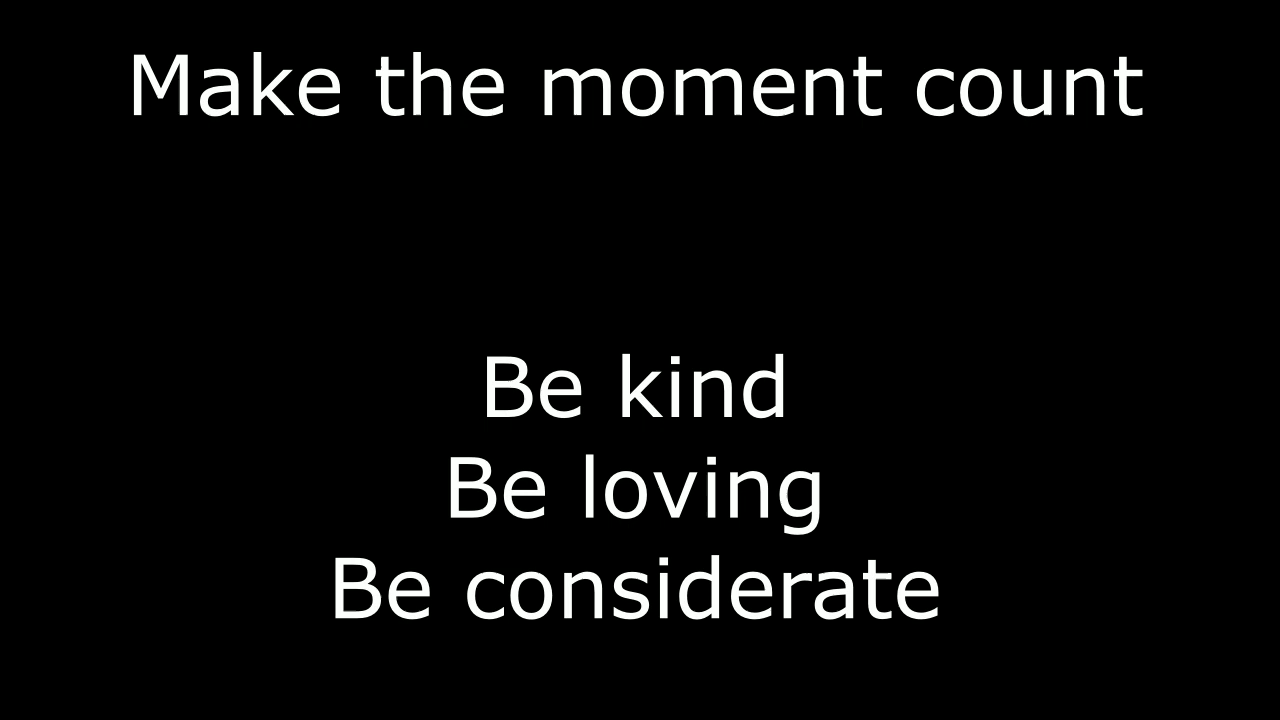 Make the moment count
Be kind
Be loving
Be considerate